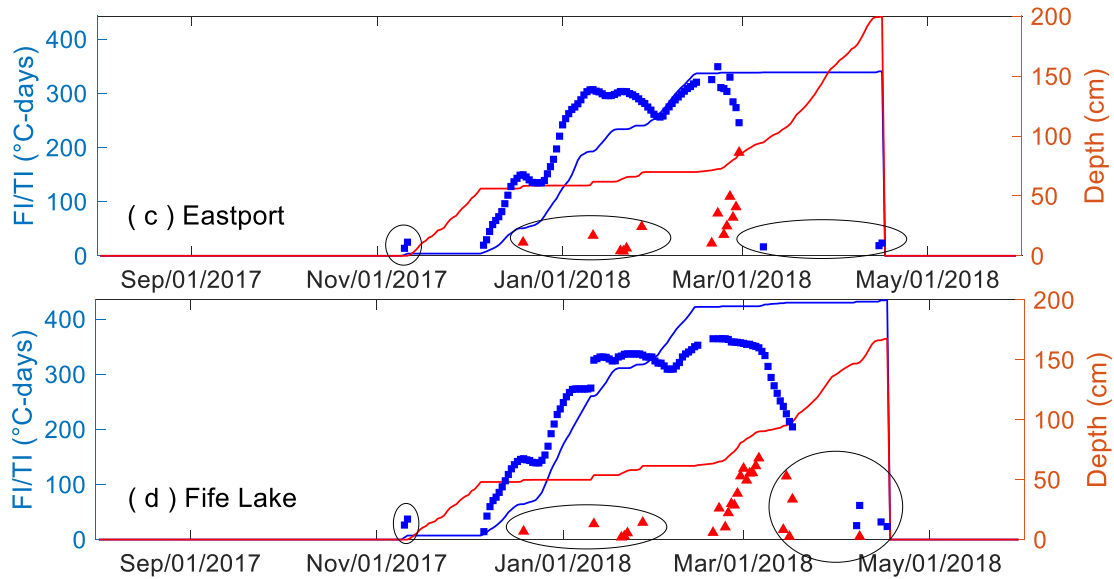 400
300
200
100
0
FI/TI (°C-days)
( c ) Eastport
200
150
100
50
0
Depth (cm)
Sep/01/2017 Nov/01/2017 Jan/01/2018 Mar/01/2018 May/01/2018
400
300
200
100
0
FI/TI (°C-days)
( d ) Fife Lake
200
150
100
50
0
Depth (cm)
Sep/01/2017 Nov/01/2017 Jan/01/2018 Mar/01/2018 May/01/2018